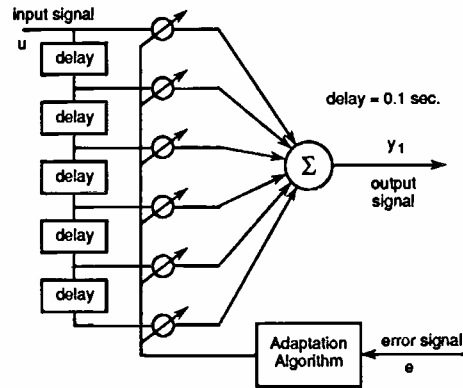 input signal
u
delay
delay
delay
delay
delay
delay = 0.1 sec.
Σ
y1
output
signal
Adaptation
Algorithm
error signal
e